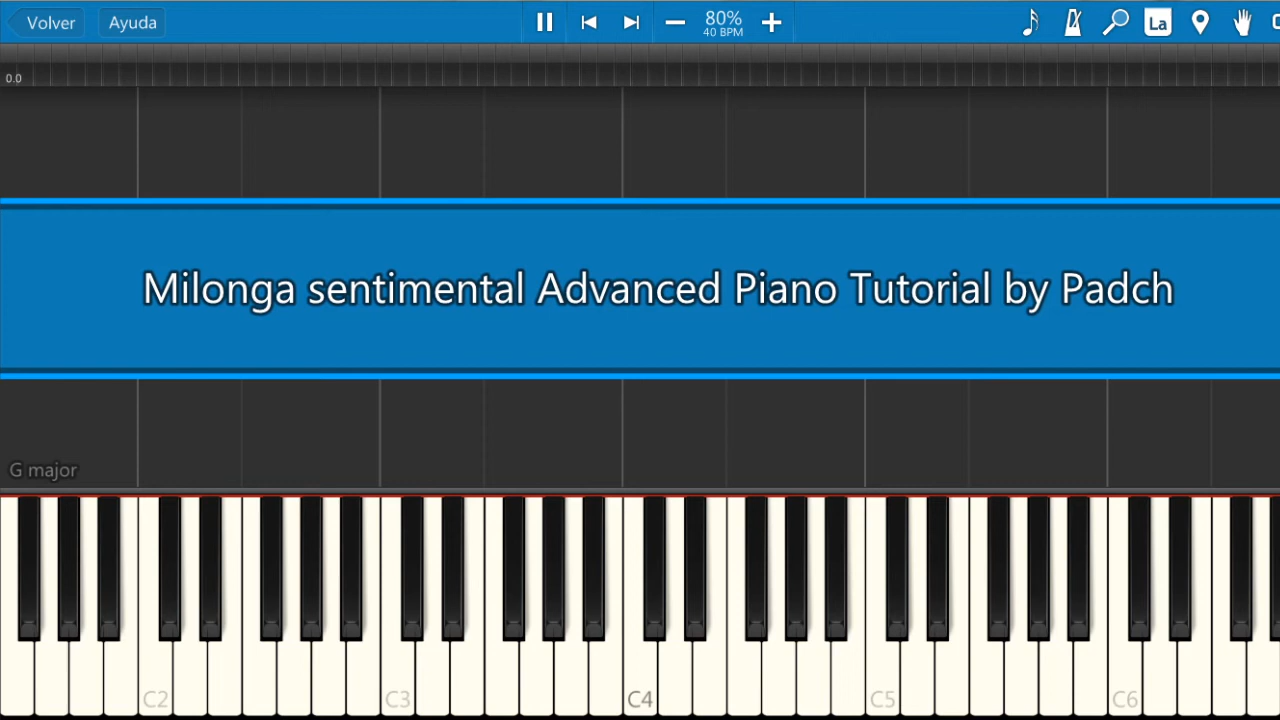 Volver
Ayuda
80%
40 BPM
La
0.0
Milonga sentimental Advanced Piano Tutorial by Padch
G major
C2
C3
C4
C5
C6